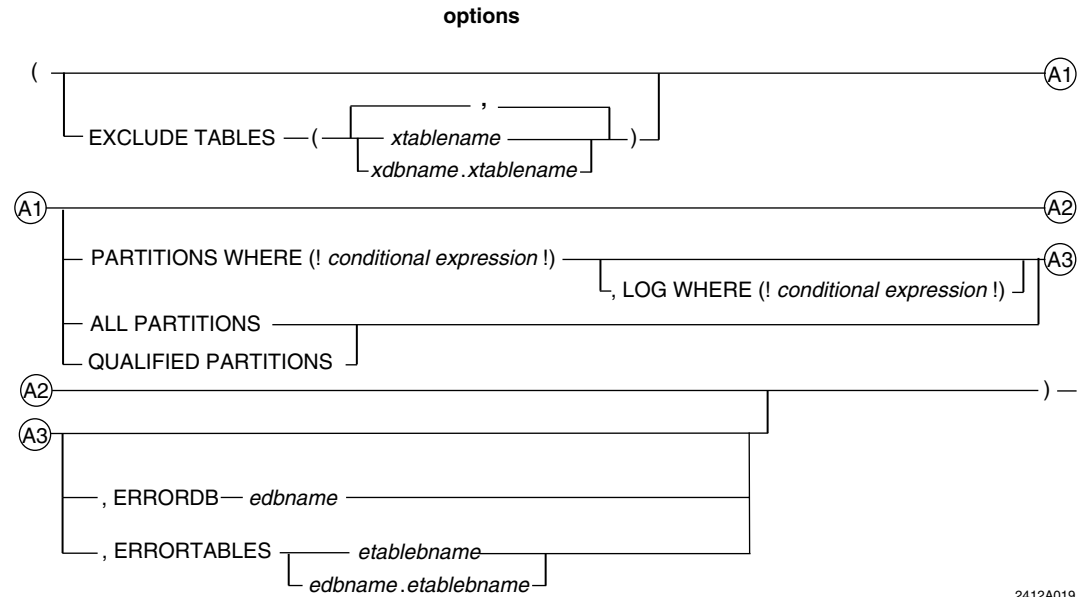 options
( A1
,
EXCLUDE TABLES ( xtablename )
xdbname.xtablename
A1 A2
PARTITIONS WHERE (! conditional expression !) A3
, LOG WHERE (! conditional expression !)
ALL PARTITIONS
QUALIFIED PARTITIONS
A2 )
A3
, ERRORDB edbname
, ERRORTABLES etablebname
edbname.etablebname
2412A019